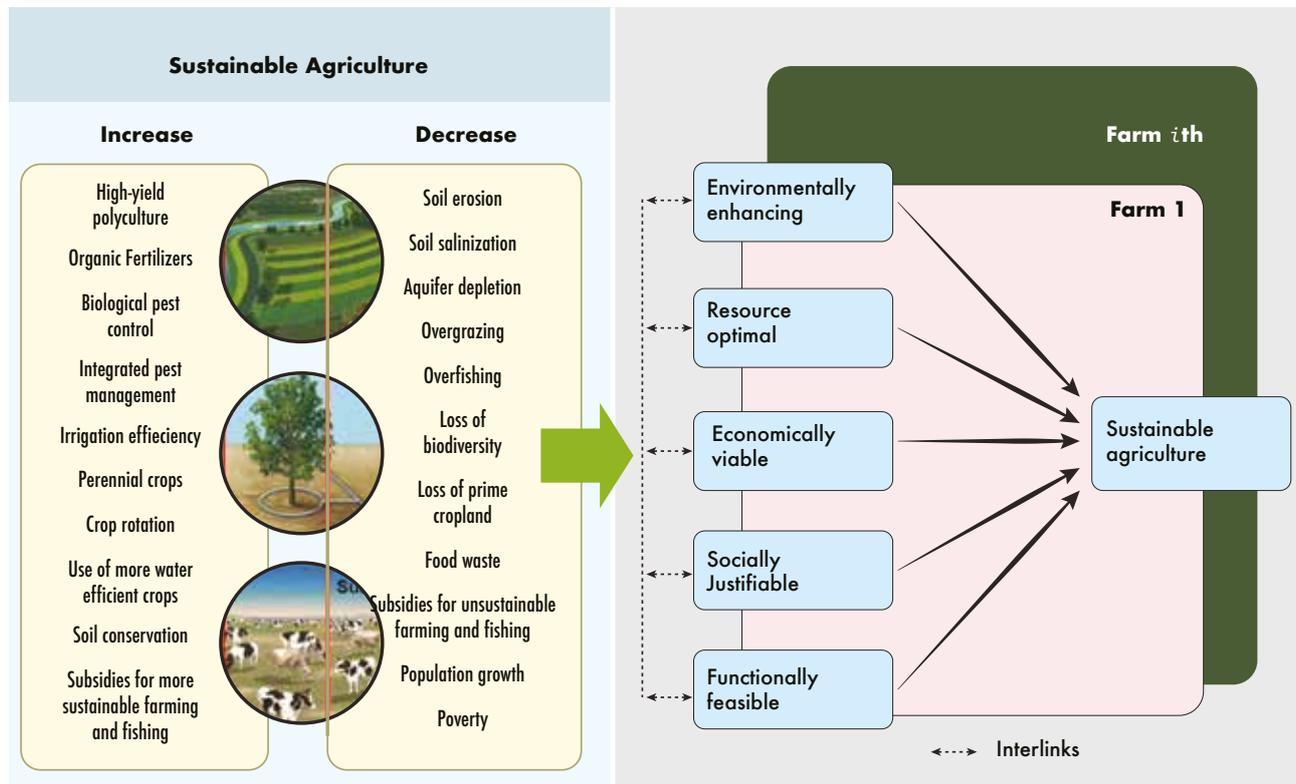 Sustainable Agriculture
Increase
High-yield
polyculture
Organic Fertilizers
Biological pest
control
Integrated pest
management
Irrigation effieciency
Perennial crops
Crop rotation
Use of more water
efficient crops
Soil conservation
Subsidies for more
sustainable farming
and fishing
Decrease
Soil erosion
Soil salinization
Aquifer depletion
Overgrazing
Overfishing
Loss of
biodiversity
Loss of prime
cropland
Food waste
Su
Subsidies for unsustainable
farming and fishing
Population growth
Poverty
Farm ith
Farm 1
Environmentally
enhancing
Resource
optimal
Economically
viable
Socially
Justifiable
Functionally
feasible
Sustainable
agriculture
Interlinks